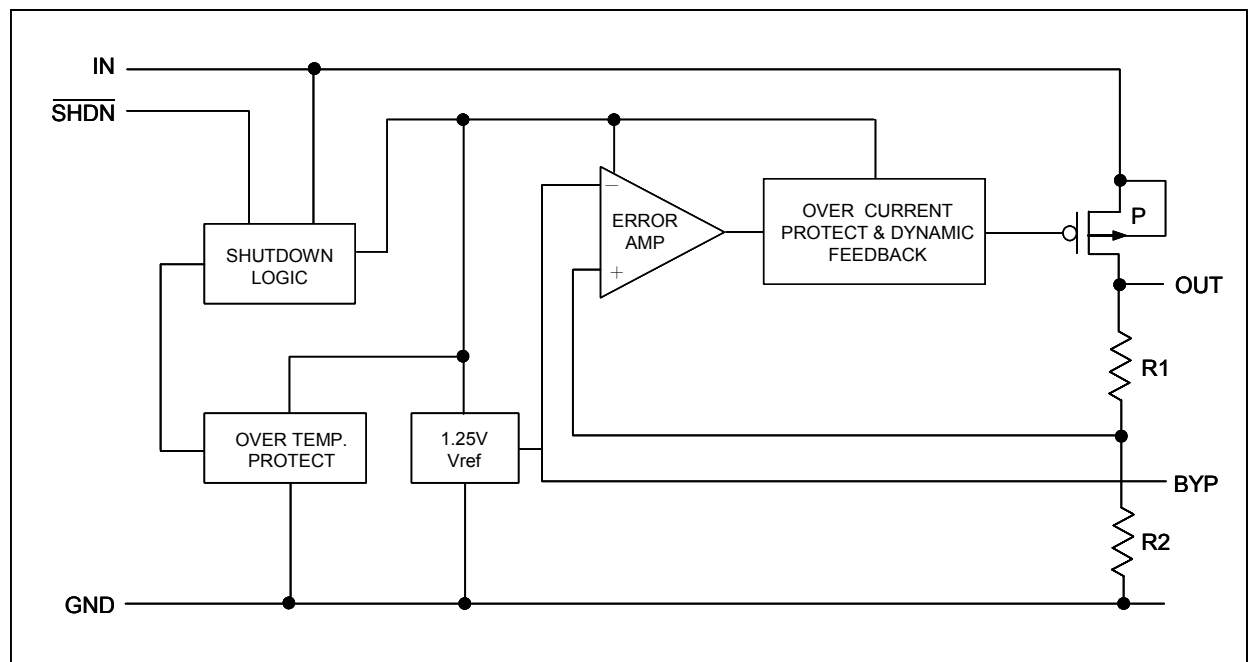 IN
SHDN
SHUTDOWN
LOGIC
−
ERROR
AMP
+
OVER CURRENT
PROTECT & DYNAMIC
FEEDBACK
P
OUT
R1
OVER TEMP.
PROTECT
1.25V
Vref
BYP
R2
GND